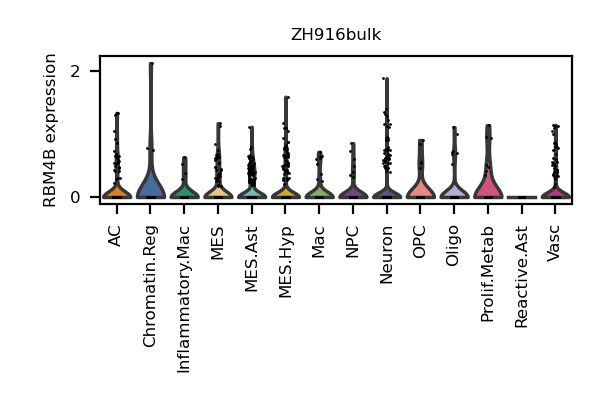 ZH916bulk
RBM4B expression
2
0
AC
Chromatin.Reg
Inflammatory.Mac
MES
MES.Ast
MES.Hyp
Mac
NPC
Neuron
OPC
Oligo
Prolif.Metab
Reactive.Ast
Vasc